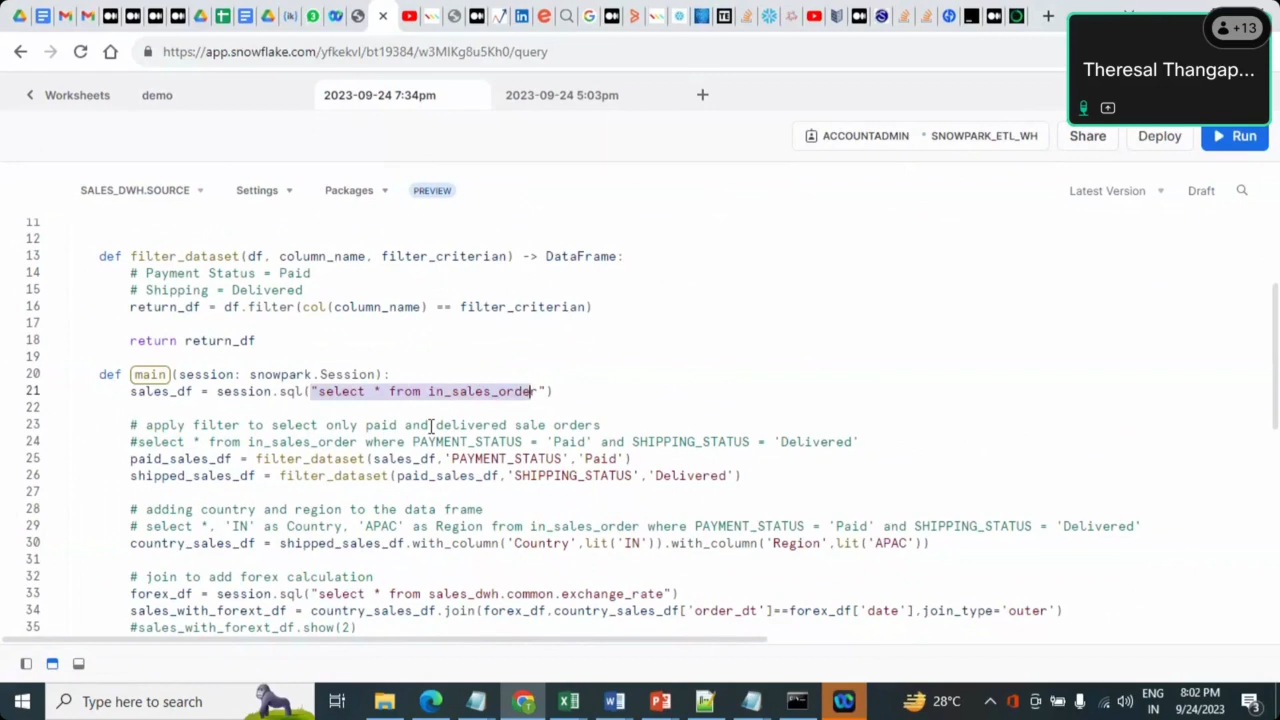 https://app.snowflake.com/yfkekvl/bt19384/w3MIKg8u5Kh0/query
+13
Theresal Thangap...
Worksheets
demo
2023-09-24 7:34pm
2023-09-24 5:03pm
ACCOUNTADMIN
SNOWPARK_ETL_WH
Share
Deploy
Run
SALES_DWH.SOURCE
Settings
Packages
PREVIEW
Latest Version
Draft
11
12
13 def filter_dataset(df, column_name, filter_criterian) -> DataFrame:
14 # Payment Status = Paid
15 # Shipping = Delivered
16 return_df = df.filter(col(column_name) == filter_criterian)
17
18 return return_df
19
20 def main(session: snowpark.Session):
21 sales_df = session.sql("select * from in_sales_order")
22
23 # apply filter to select only paid and delivered sale orders
24 #select * from in_sales_order where PAYMENT_STATUS = 'Paid' and SHIPPING_STATUS = 'Delivered'
25 paid_sales_df = filter_dataset(sales_df,'PAYMENT_STATUS','Paid')
26 shipped_sales_df = filter_dataset(paid_sales_df,'SHIPPING_STATUS','Delivered')
27
28 # adding country and region to the data frame
29 # select *, 'IN' as Country, 'APAC' as Region from in_sales_order where PAYMENT_STATUS = 'Paid' and SHIPPING_STATUS = 'Delivered'
30 country_sales_df = shipped_sales_df.with_column('Country',lit('IN')).with_column('Region',lit('APAC'))
31
32 # join to add forex calculation
33 forex_df = session.sql("select * from sales_dwh.common.exchange_rate")
34 sales_with_forext_df = country_sales_df.join(forex_df,country_sales_df['order_dt']==forex_df['date'],join_type='outer')
35 #sales_with_forext_df.show(2)
Type here to search
28°C
ENG
IN
8:02 PM
9/24/2023
3